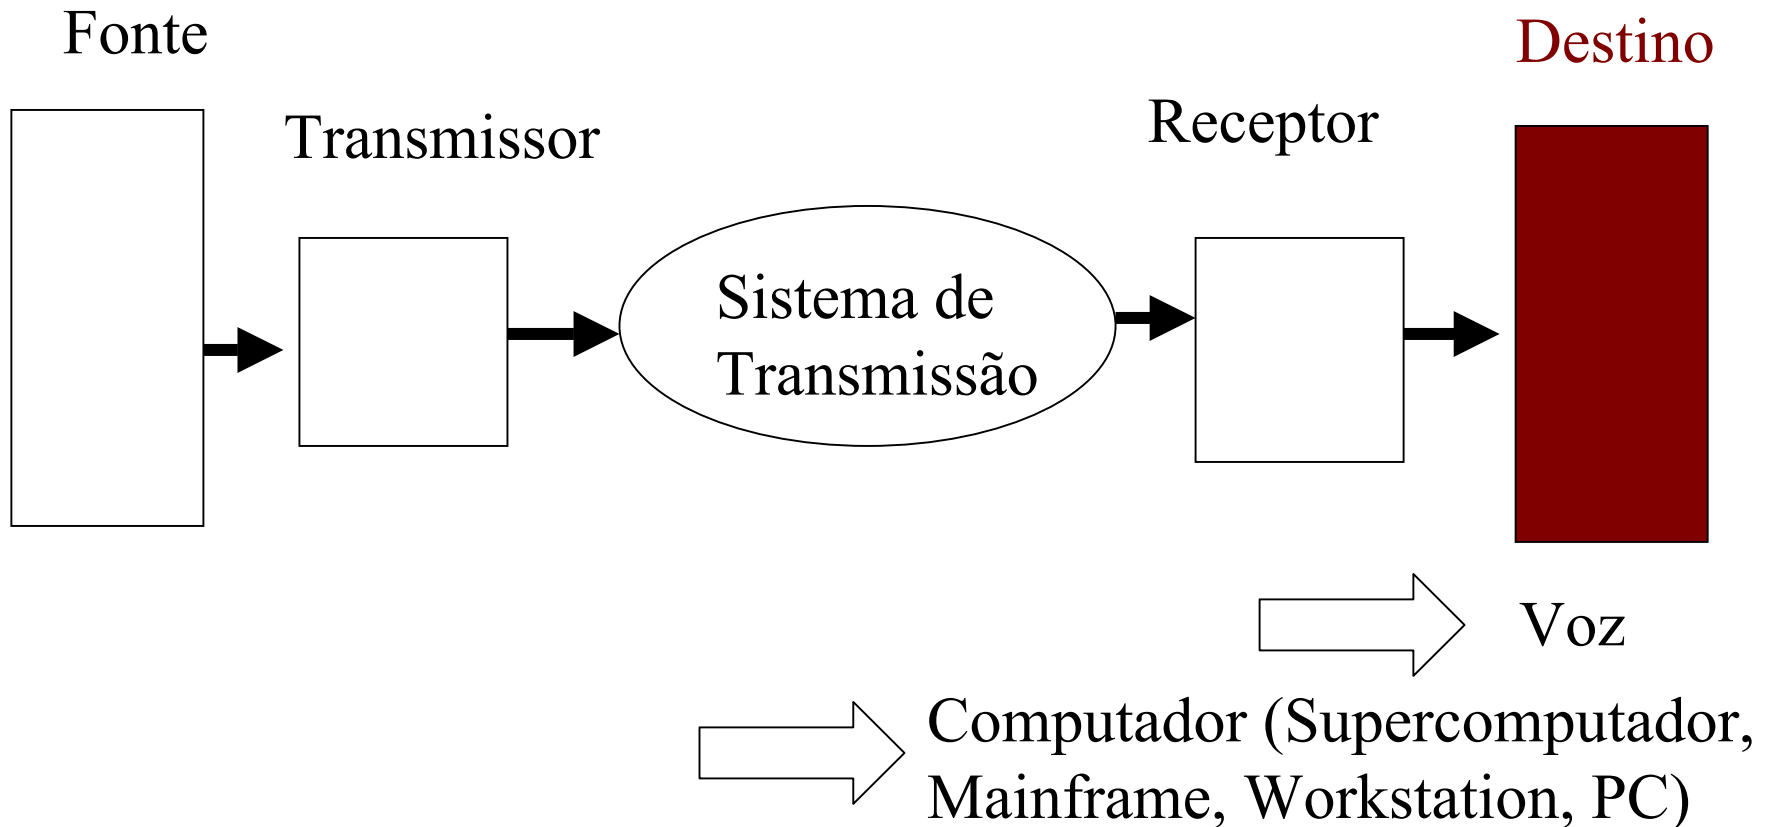 Fonte
Destino
Transmissor
Receptor
Sistema de
Transmissão
Voz
Computador (Supercomputador,
Mainframe, Workstation, PC)